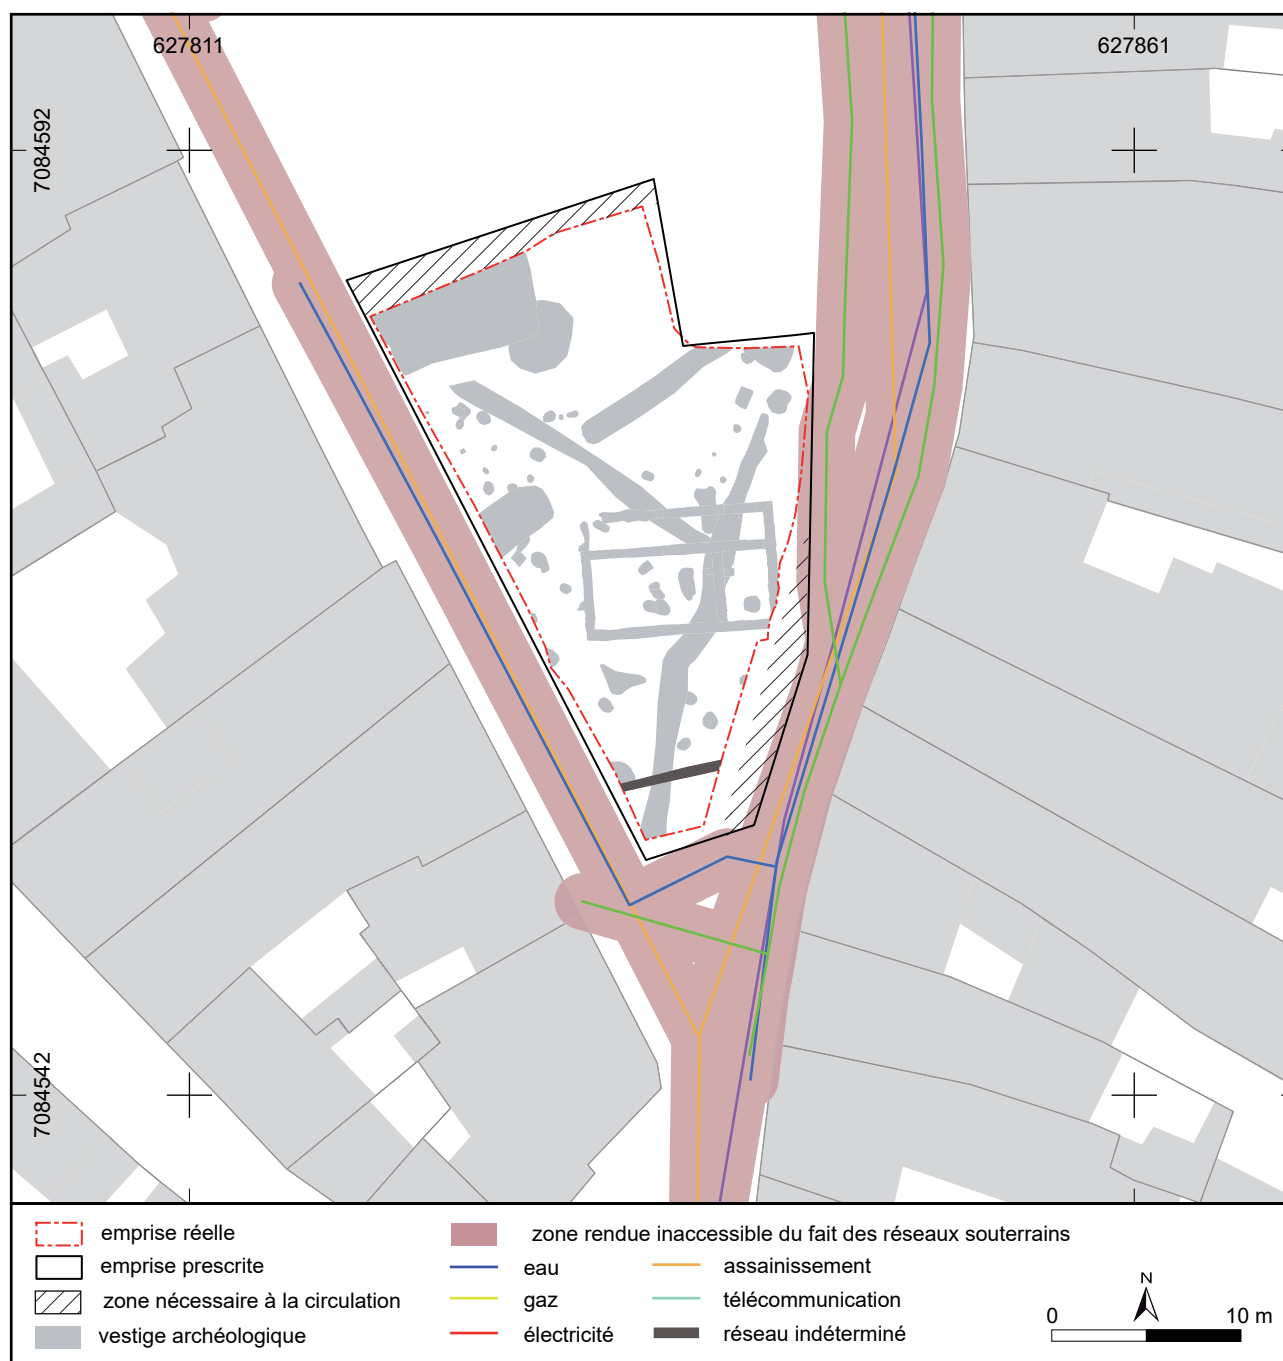 627811
627861
7084592
7084542
emprise réelle
zone rendue inaccessible du fait des réseaux souterrains
emprise prescrite
eau
assainissement
zone nécessaire à la circulation
gaz
télécommunication
vestige archéologique
électricité
réseau indéterminé
N
0
10 m